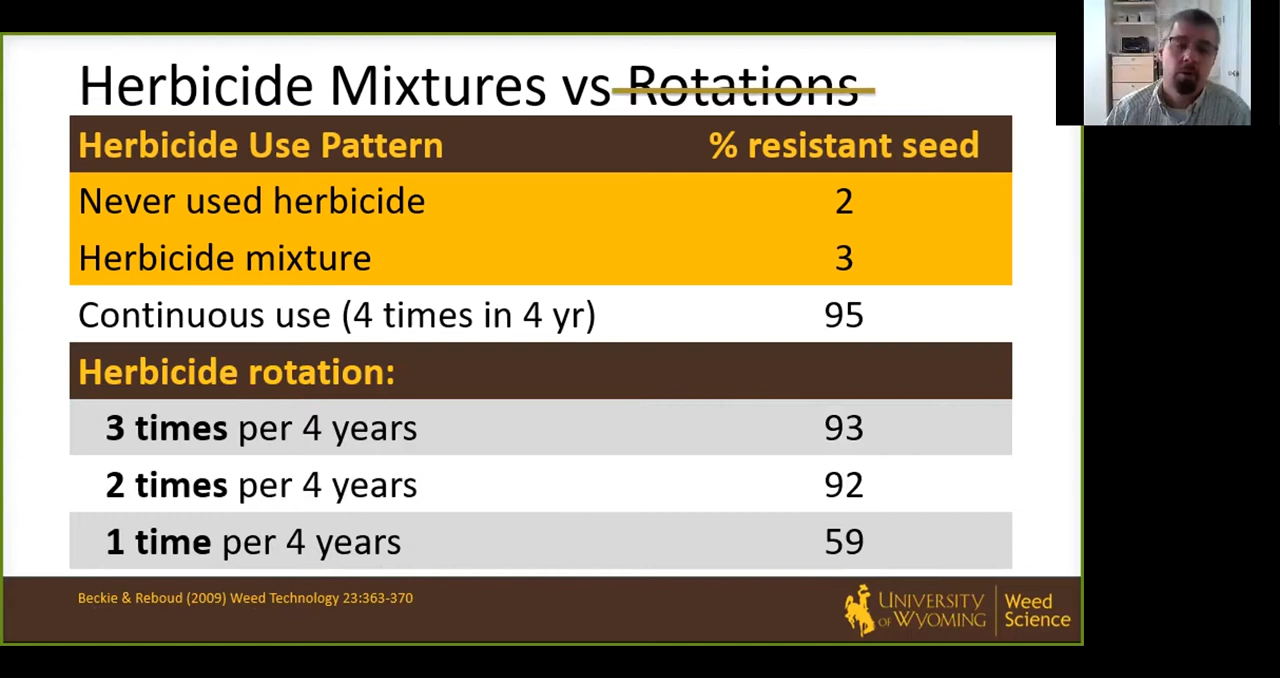 Herbicide Mixtures vs Rotations
Herbicide Use Pattern % resistant seed
Never used herbicide 2
Herbicide mixture 3
Continuous use (4 times in 4 yr) 95
Herbicide rotation:
3 times per 4 years 93
2 times per 4 years 92
1 time per 4 years 59
Beckie & Reboud (2009) Weed Technology 23:363-370
UNIVERSITY
OF WYOMING
Weed
Science